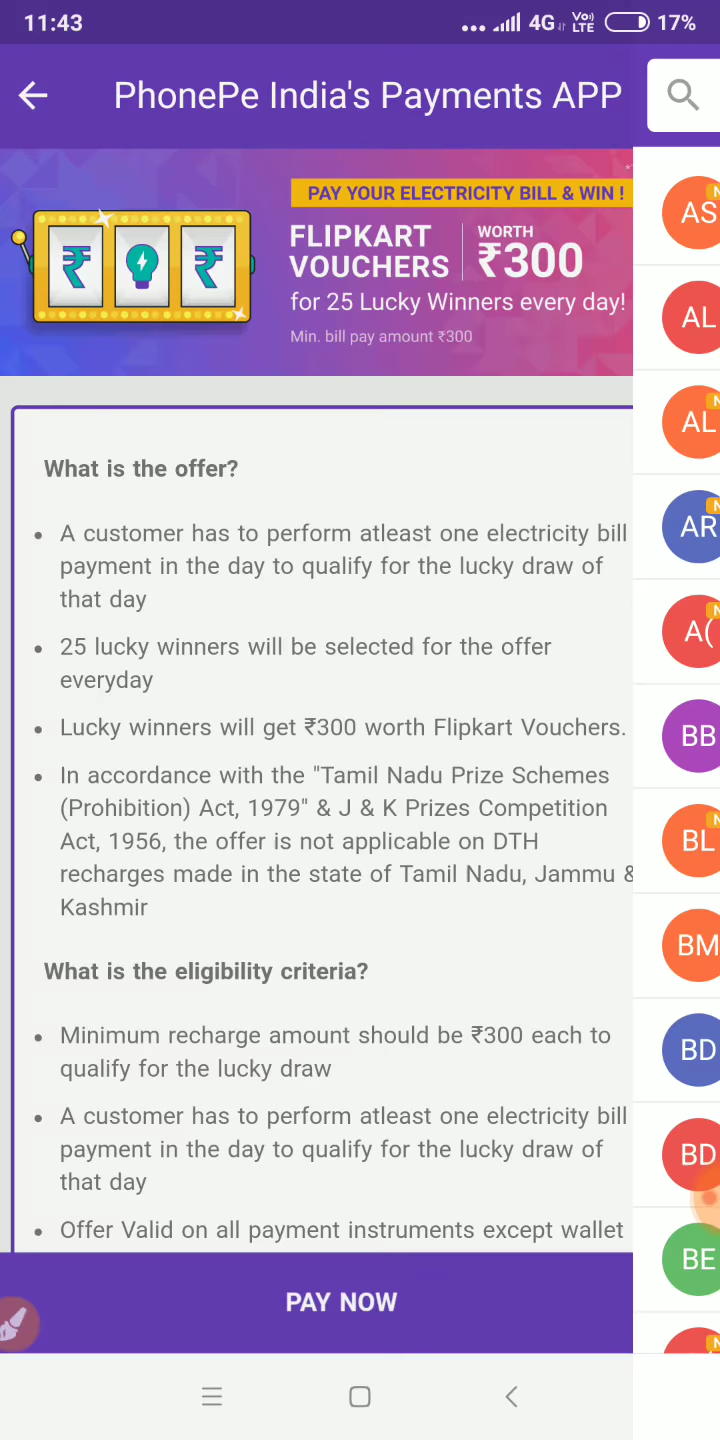 11:43
4G
Vo)
LTE
17%
PhonePe India's Payments APP
PAY YOUR ELECTRICITY BILL & WIN !
FLIPKART
VOUCHERS
WORTH
₹300
for 25 Lucky Winners every day!
Min. bill pay amount ₹300
₹
₹
What is the offer?
• A customer has to perform atleast one electricity bill
payment in the day to qualify for the lucky draw of
that day
• 25 lucky winners will be selected for the offer
everyday
• Lucky winners will get ₹300 worth Flipkart Vouchers.
• In accordance with the "Tamil Nadu Prize Schemes
(Prohibition) Act, 1979" & J & K Prizes Competition
Act, 1956, the offer is not applicable on DTH
recharges made in the state of Tamil Nadu, Jammu &
Kashmir
What is the eligibility criteria?
• Minimum recharge amount should be ₹300 each to
qualify for the lucky draw
• A customer has to perform atleast one electricity bill
payment in the day to qualify for the lucky draw of
that day
• Offer Valid on all payment instruments except wallet
PAY NOW
AS
AL
AL
AR
A(
BB
BL
BM
BD
BD
BE